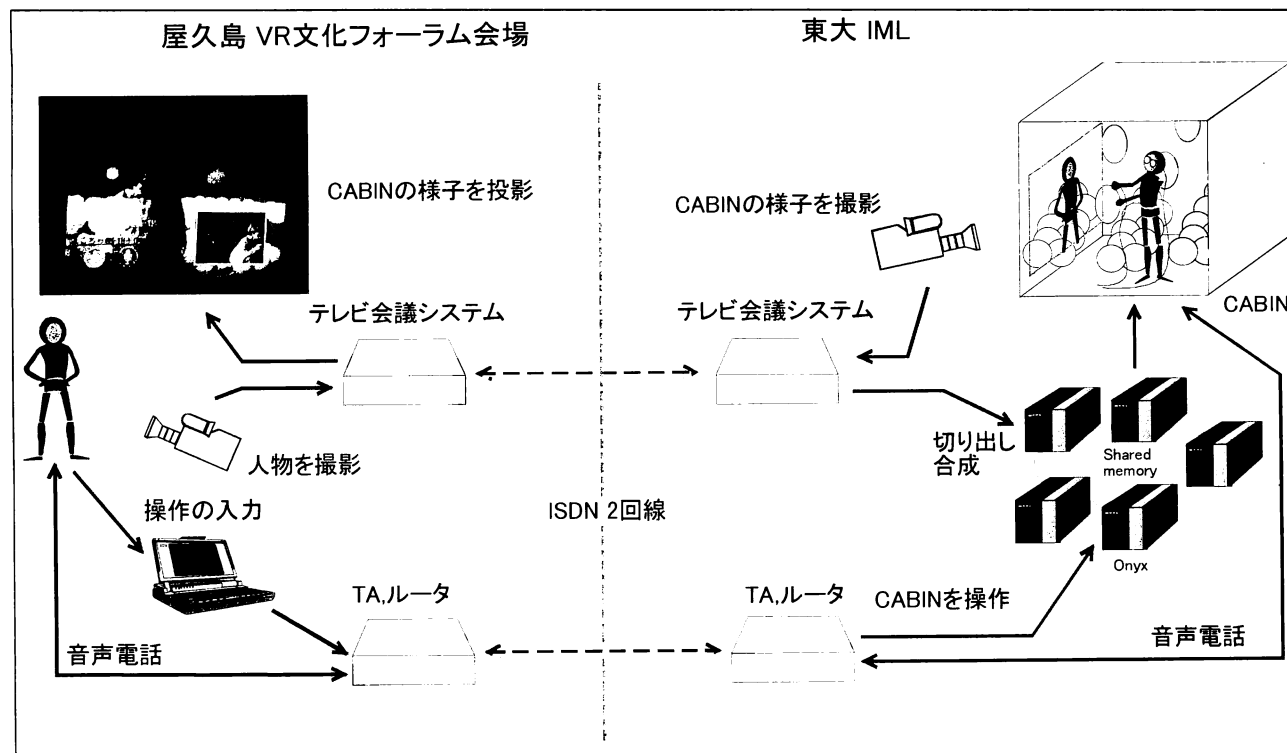 屋久島 VR文化フォーラム会場
東大 IML
CABINの様子を投影
CABINの様子を撮影
CABIN
テレビ会議システム
テレビ会議システム
人物を撮影
切り出し
合成
Shared
memory
操作の入力
ISDN 2回線
Onyx
TA,ルータ
TA,ルータ
CABINを操作
音声電話
音声電話